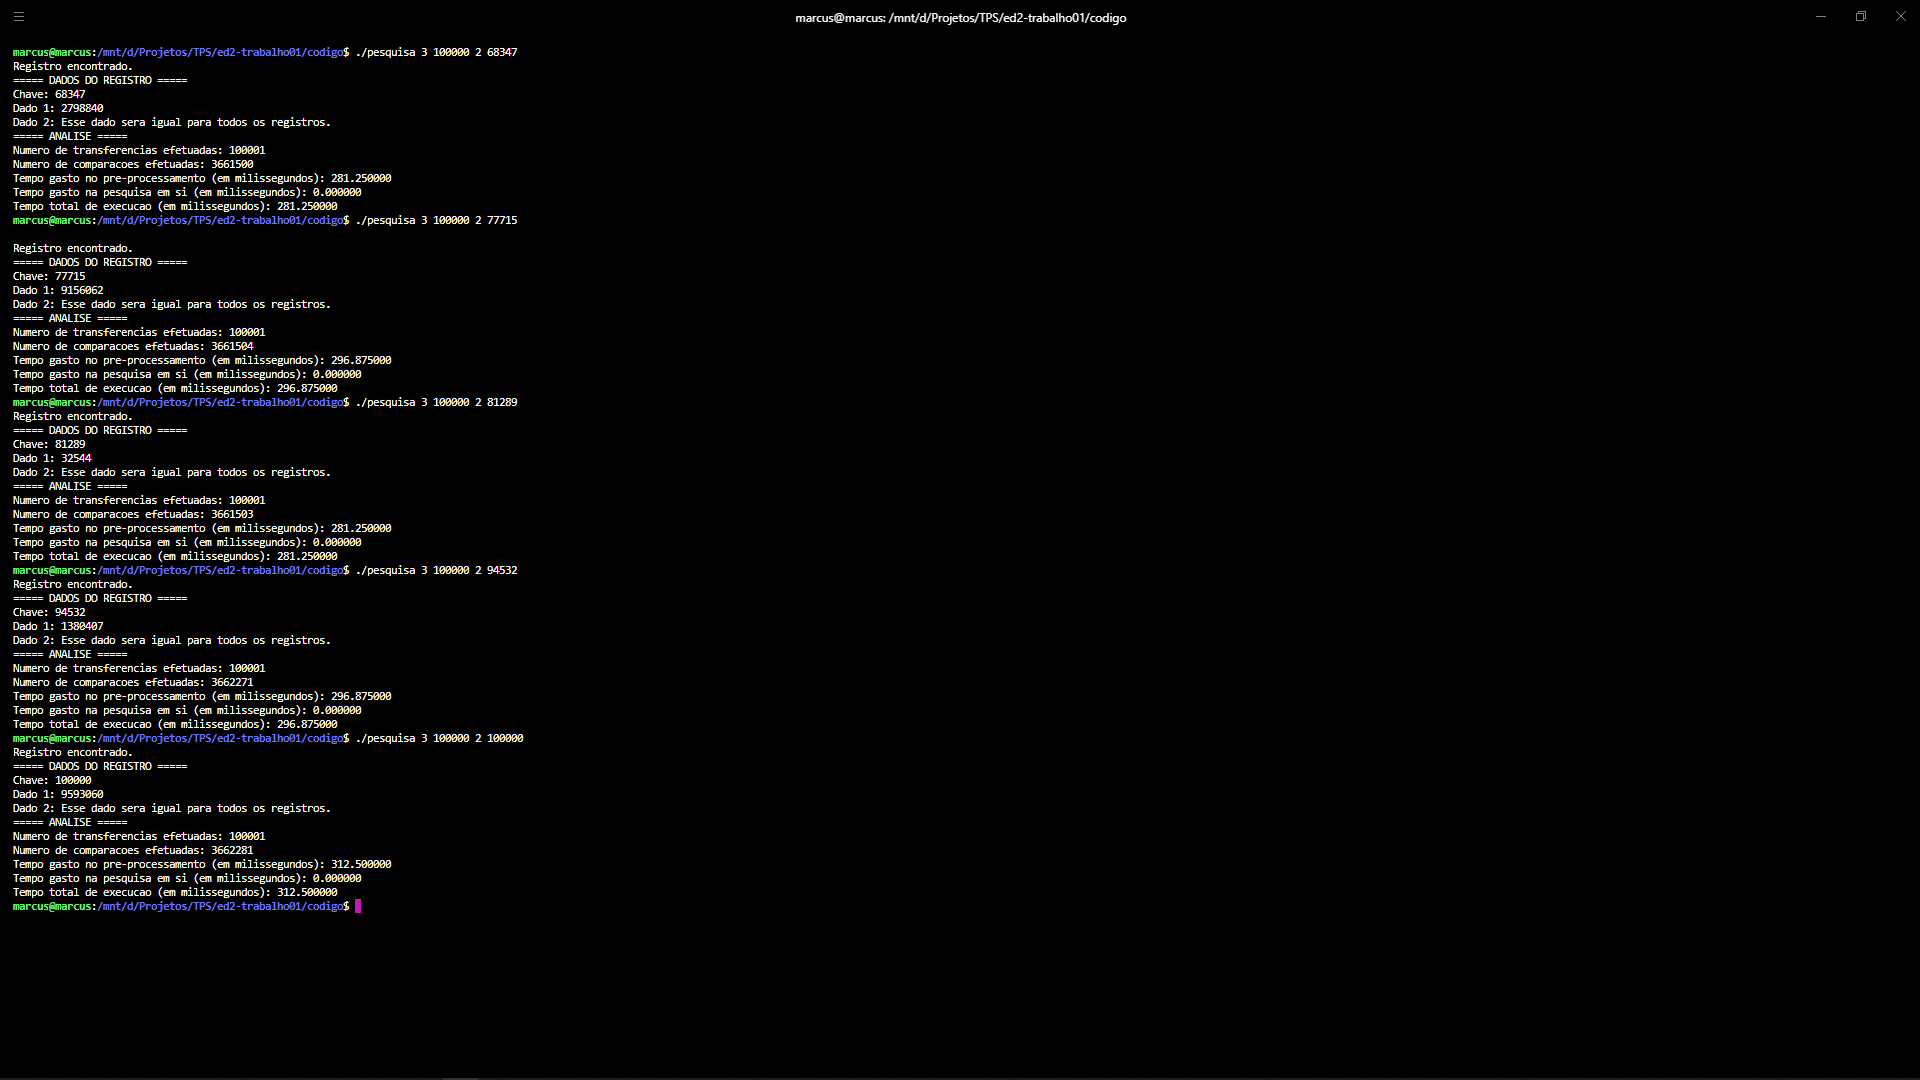 marcus@marcus: /mnt/d/Projetos/TPS/ed2-trabalho01/codigo
marcus@marcus:/mnt/d/Projetos/TPS/ed2-trabalho01/codigo$ ./pesquisa 3 100000 2 68347
Registro encontrado.
===== DADOS DO REGISTRO =====
Chave: 68347
Dado 1: 2798840
Dado 2: Esse dado sera igual para todos os registros.
===== ANALISE =====
Numero de transferencias efetuadas: 100001
Numero de comparacoes efetuadas: 3661500
Tempo gasto no pre-processamento (em milissegundos): 281.250000
Tempo gasto na pesquisa em si (em milissegundos): 0.000000
Tempo total de execucao (em milissegundos): 281.250000
marcus@marcus:/mnt/d/Projetos/TPS/ed2-trabalho01/codigo$ ./pesquisa 3 100000 2 77715
Registro encontrado.
===== DADOS DO REGISTRO =====
Chave: 77715
Dado 1: 9156062
Dado 2: Esse dado sera igual para todos os registros.
===== ANALISE =====
Numero de transferencias efetuadas: 100001
Numero de comparacoes efetuadas: 3661504
Tempo gasto no pre-processamento (em milissegundos): 296.875000
Tempo gasto na pesquisa em si (em milissegundos): 0.000000
Tempo total de execucao (em milissegundos): 296.875000
marcus@marcus:/mnt/d/Projetos/TPS/ed2-trabalho01/codigo$ ./pesquisa 3 100000 2 81289
Registro encontrado.
===== DADOS DO REGISTRO =====
Chave: 81289
Dado 1: 32544
Dado 2: Esse dado sera igual para todos os registros.
===== ANALISE =====
Numero de transferencias efetuadas: 100001
Numero de comparacoes efetuadas: 3661503
Tempo gasto no pre-processamento (em milissegundos): 281.250000
Tempo gasto na pesquisa em si (em milissegundos): 0.000000
Tempo total de execucao (em milissegundos): 281.250000
marcus@marcus:/mnt/d/Projetos/TPS/ed2-trabalho01/codigo$ ./pesquisa 3 100000 2 94532
Registro encontrado.
===== DADOS DO REGISTRO =====
Chave: 94532
Dado 1: 1380407
Dado 2: Esse dado sera igual para todos os registros.
===== ANALISE =====
Numero de transferencias efetuadas: 100001
Numero de comparacoes efetuadas: 3662271
Tempo gasto no pre-processamento (em milissegundos): 296.875000
Tempo gasto na pesquisa em si (em milissegundos): 0.000000
Tempo total de execucao (em milissegundos): 296.875000
marcus@marcus:/mnt/d/Projetos/TPS/ed2-trabalho01/codigo$ ./pesquisa 3 100000 2 100000
Registro encontrado.
===== DADOS DO REGISTRO =====
Chave: 100000
Dado 1: 9593060
Dado 2: Esse dado sera igual para todos os registros.
===== ANALISE =====
Numero de transferencias efetuadas: 100001
Numero de comparacoes efetuadas: 3662281
Tempo gasto no pre-processamento (em milissegundos): 312.500000
Tempo gasto na pesquisa em si (em milissegundos): 0.000000
Tempo total de execucao (em milissegundos): 312.500000
marcus@marcus:/mnt/d/Projetos/TPS/ed2-trabalho01/codigo$